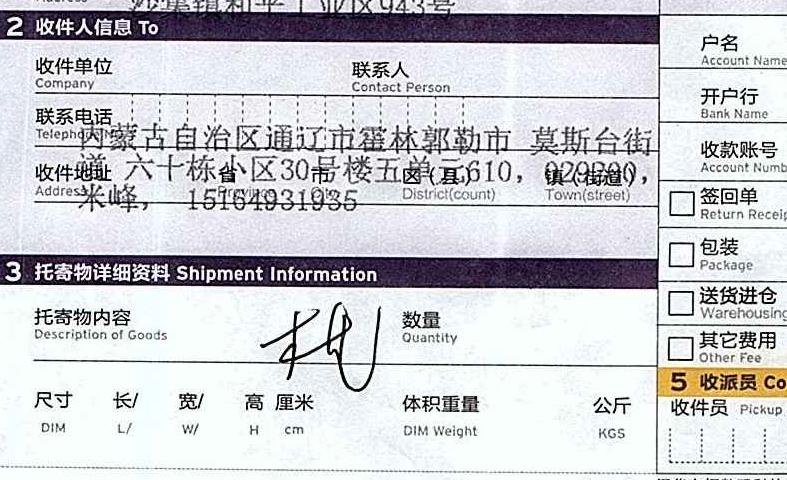 沙集镇和平工业区943号
2 收件人信息 To
收件单位
Company
联系人
Contact Person
联系电话
Telephone No
内蒙古自治区通辽市霍林郭勒市 莫斯台街
道 六十栋小区30号楼五单元610, 029200,
米峰, 15164931935
收件地址
Address
省
Province
市
City
区(县)
District(count)
镇(街道)
Town(street)
3 托寄物详细资料 Shipment Information
托寄物内容
Description of Goods
数量
Quantity
尺寸 长/ 宽/ 高 厘米
DIM L/ W/ H cm
体积重量
DIM Weight
公斤
KGS
户名
Account Name
开户行
Bank Name
收款账号
Account Numb
签回单
Return Receip
包装
Package
送货进仓
Warehousing
其它费用
Other Fee
5 收派员 Co
收件员 Pickup